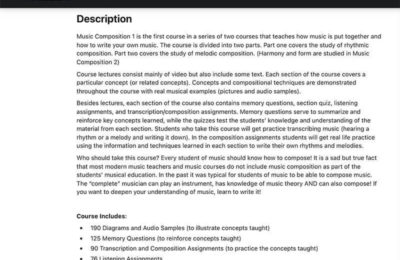 Description
Music Composition 1 is the first course in a series of two courses that teaches how music is put together and
how to write your own music. The course is divided into two parts. Part one covers the study of rhythmic
composition. Part two covers the study of melodic composition. (Harmony and form are studied in Music
Composition 2)
Course lectures consist mainly of video but also include some text. Each section of the course covers a
particular concept (or related concepts). Concepts and compositional techniques are demonstrated
throughout the course with real musical examples (pictures and audio samples).
Besides lectures, each section of the course also contains memory questions, section quiz, listening
assignments, and transcription/composition assignments. Memory questions serve to summarize and
reinforce key concepts learned, while the quizzes test the students' knowledge and understanding of the
material from each section. Students who take this course will get practice transcribing music (hearing a
rhythm or a melody and writing it down). In the composition assignments students will get real life practice
using the information and techniques learned in each section to write their own rhythms and melodies.
Who should take this course? Every student of music should know how to compose! It is a sad but true fact
that most modern music teachers and music courses do not include music composition as part of the
students' musical education. In the past it was typical for students of music to be able to compose music.
The "complete" musician can play an instrument, has knowledge of music theory AND can also compose! If
you want to deepen your understanding of music, learn to write it!
Course Includes:
• 190 Diagrams and Audio Samples (to illustrate concepts taught)
• 125 Memory Questions (to reinforce concepts taught)
• 90 Transcription and Composition Assignments (to practice the concepts taught)
• 76 Listening Assignments